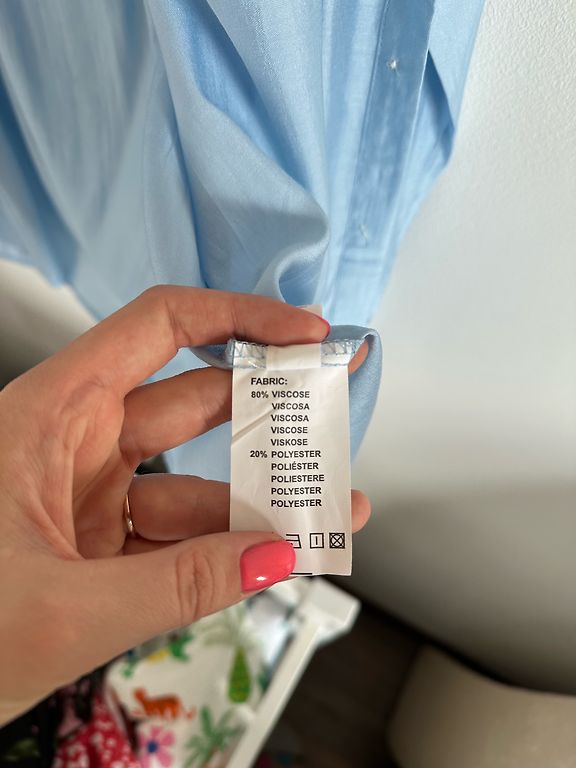 FABRIC:
80% VISCOSE
VISCOSA
VISCOSA
VISCOSE
VISKOSE
20% POLYESTER
POLIÉSTER
POLIESTERE
POLYESTER
POLYESTER